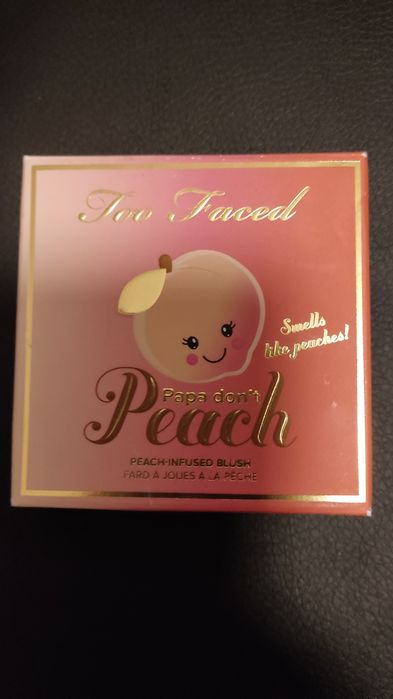 Too Faced
Smells
like peaches!
Papa don't
Peach
PEACH-INFUSED BLUSH
FARD À JOUES À LA PÊCHE